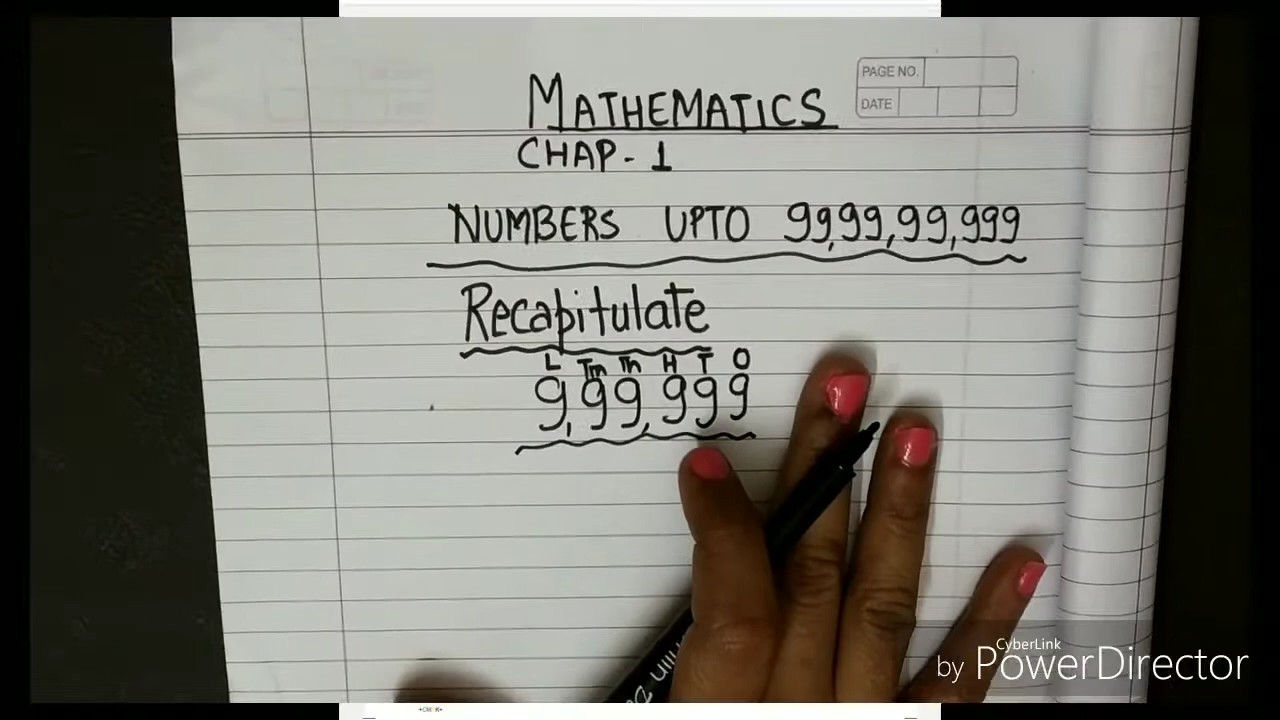 MATHEMATICS
PAGE NO.
DATE
CHAP - 1
NUMBERS UPTO 99,99,99,999
Recapitulate
L Tm Th H T O
9,99,999
CyberLink
by PowerDirector